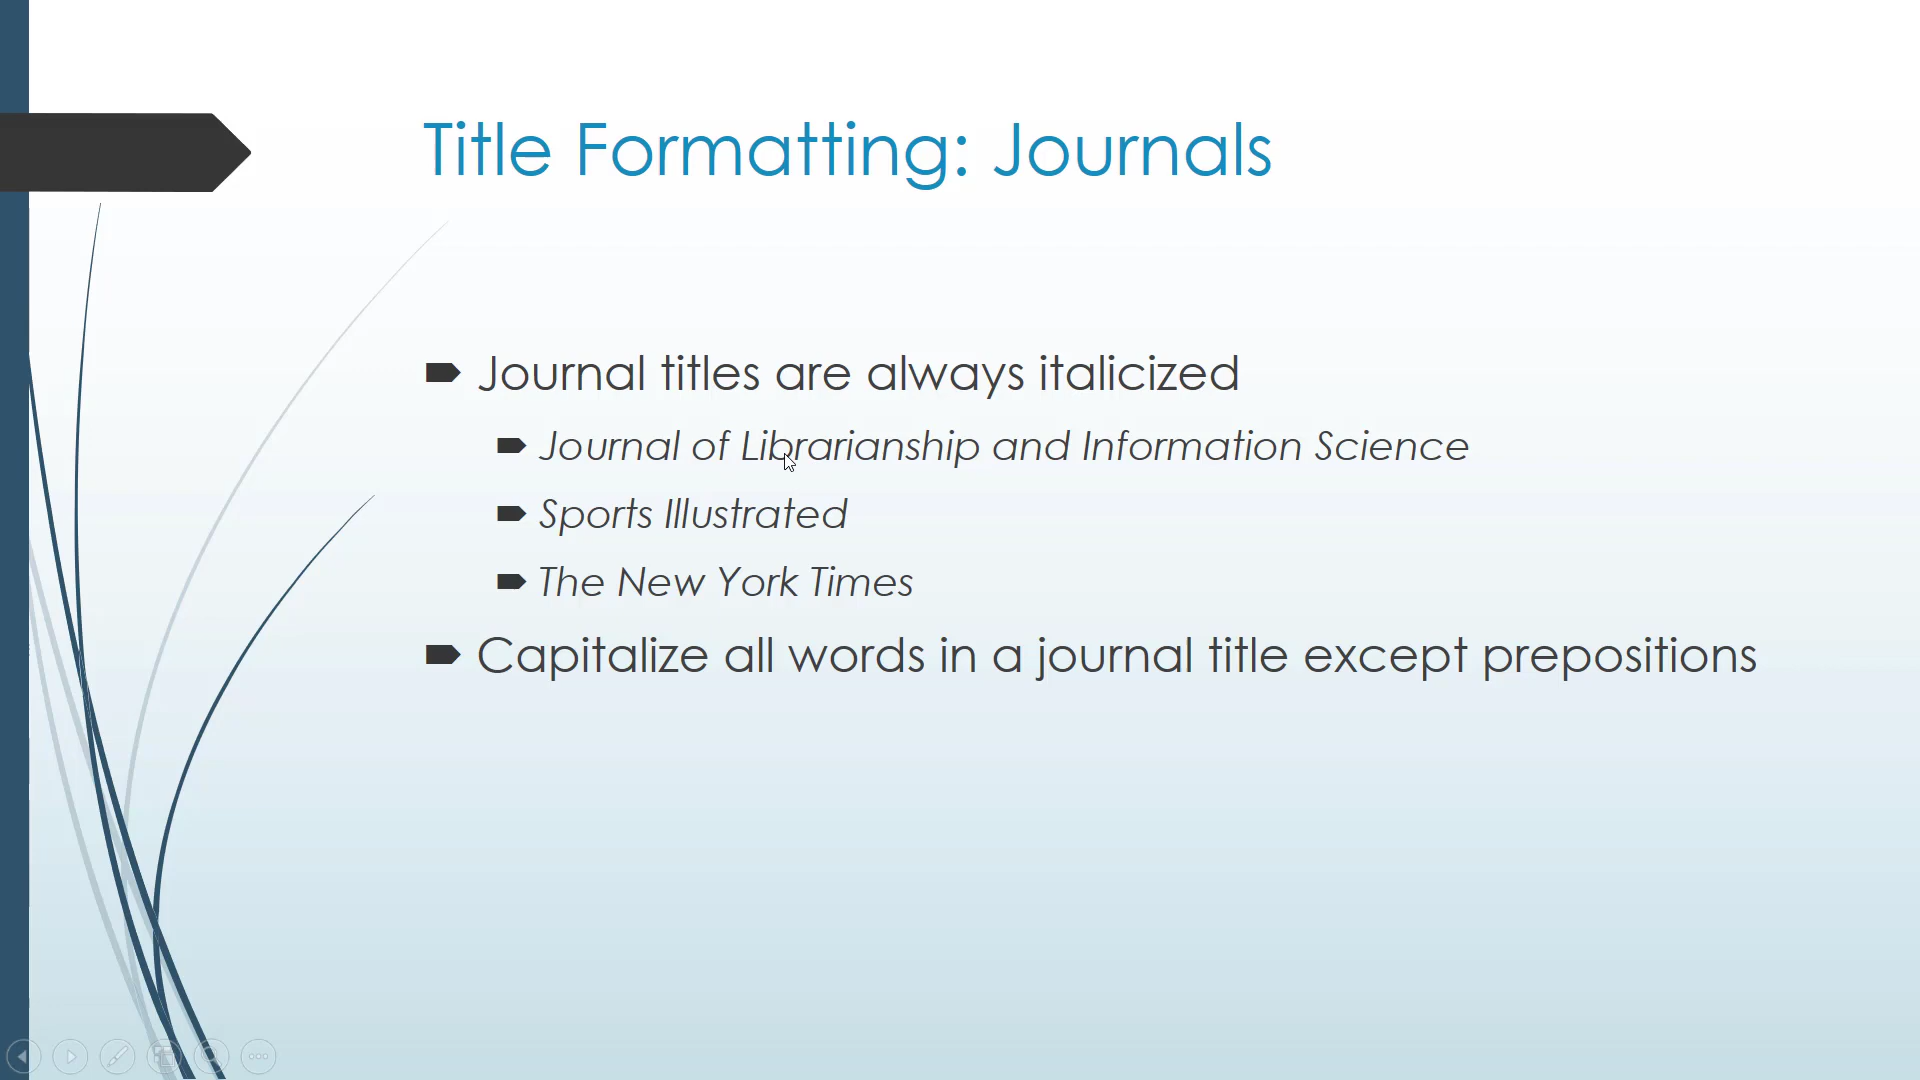 Title Formatting: Journals
Journal titles are always italicized
Journal of Librarianship and Information Science
Sports Illustrated
The New York Times
Capitalize all words in a journal title except prepositions